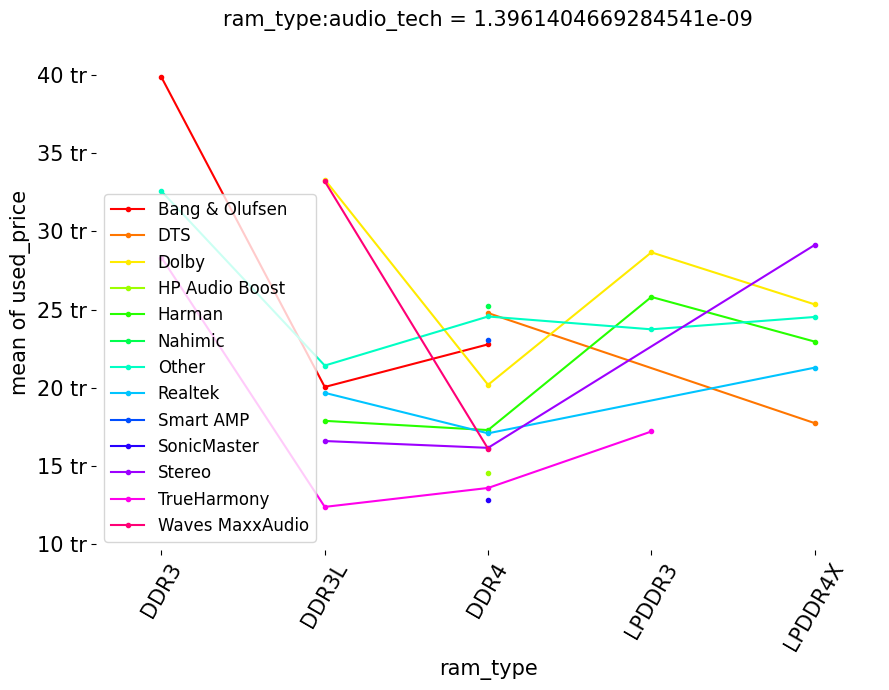 ram_type:audio_tech = 1.3961404669284541e-09
40 tr
35 tr
30 tr
25 tr
20 tr
15 tr
10 tr
mean of used_price
Bang & Olufsen
DTS
Dolby
HP Audio Boost
Harman
Nahimic
Other
Realtek
Smart AMP
SonicMaster
Stereo
TrueHarmony
Waves MaxxAudio
DDR3
DDR3L
DDR4
LPDDR3
LPDDR4X
ram_type